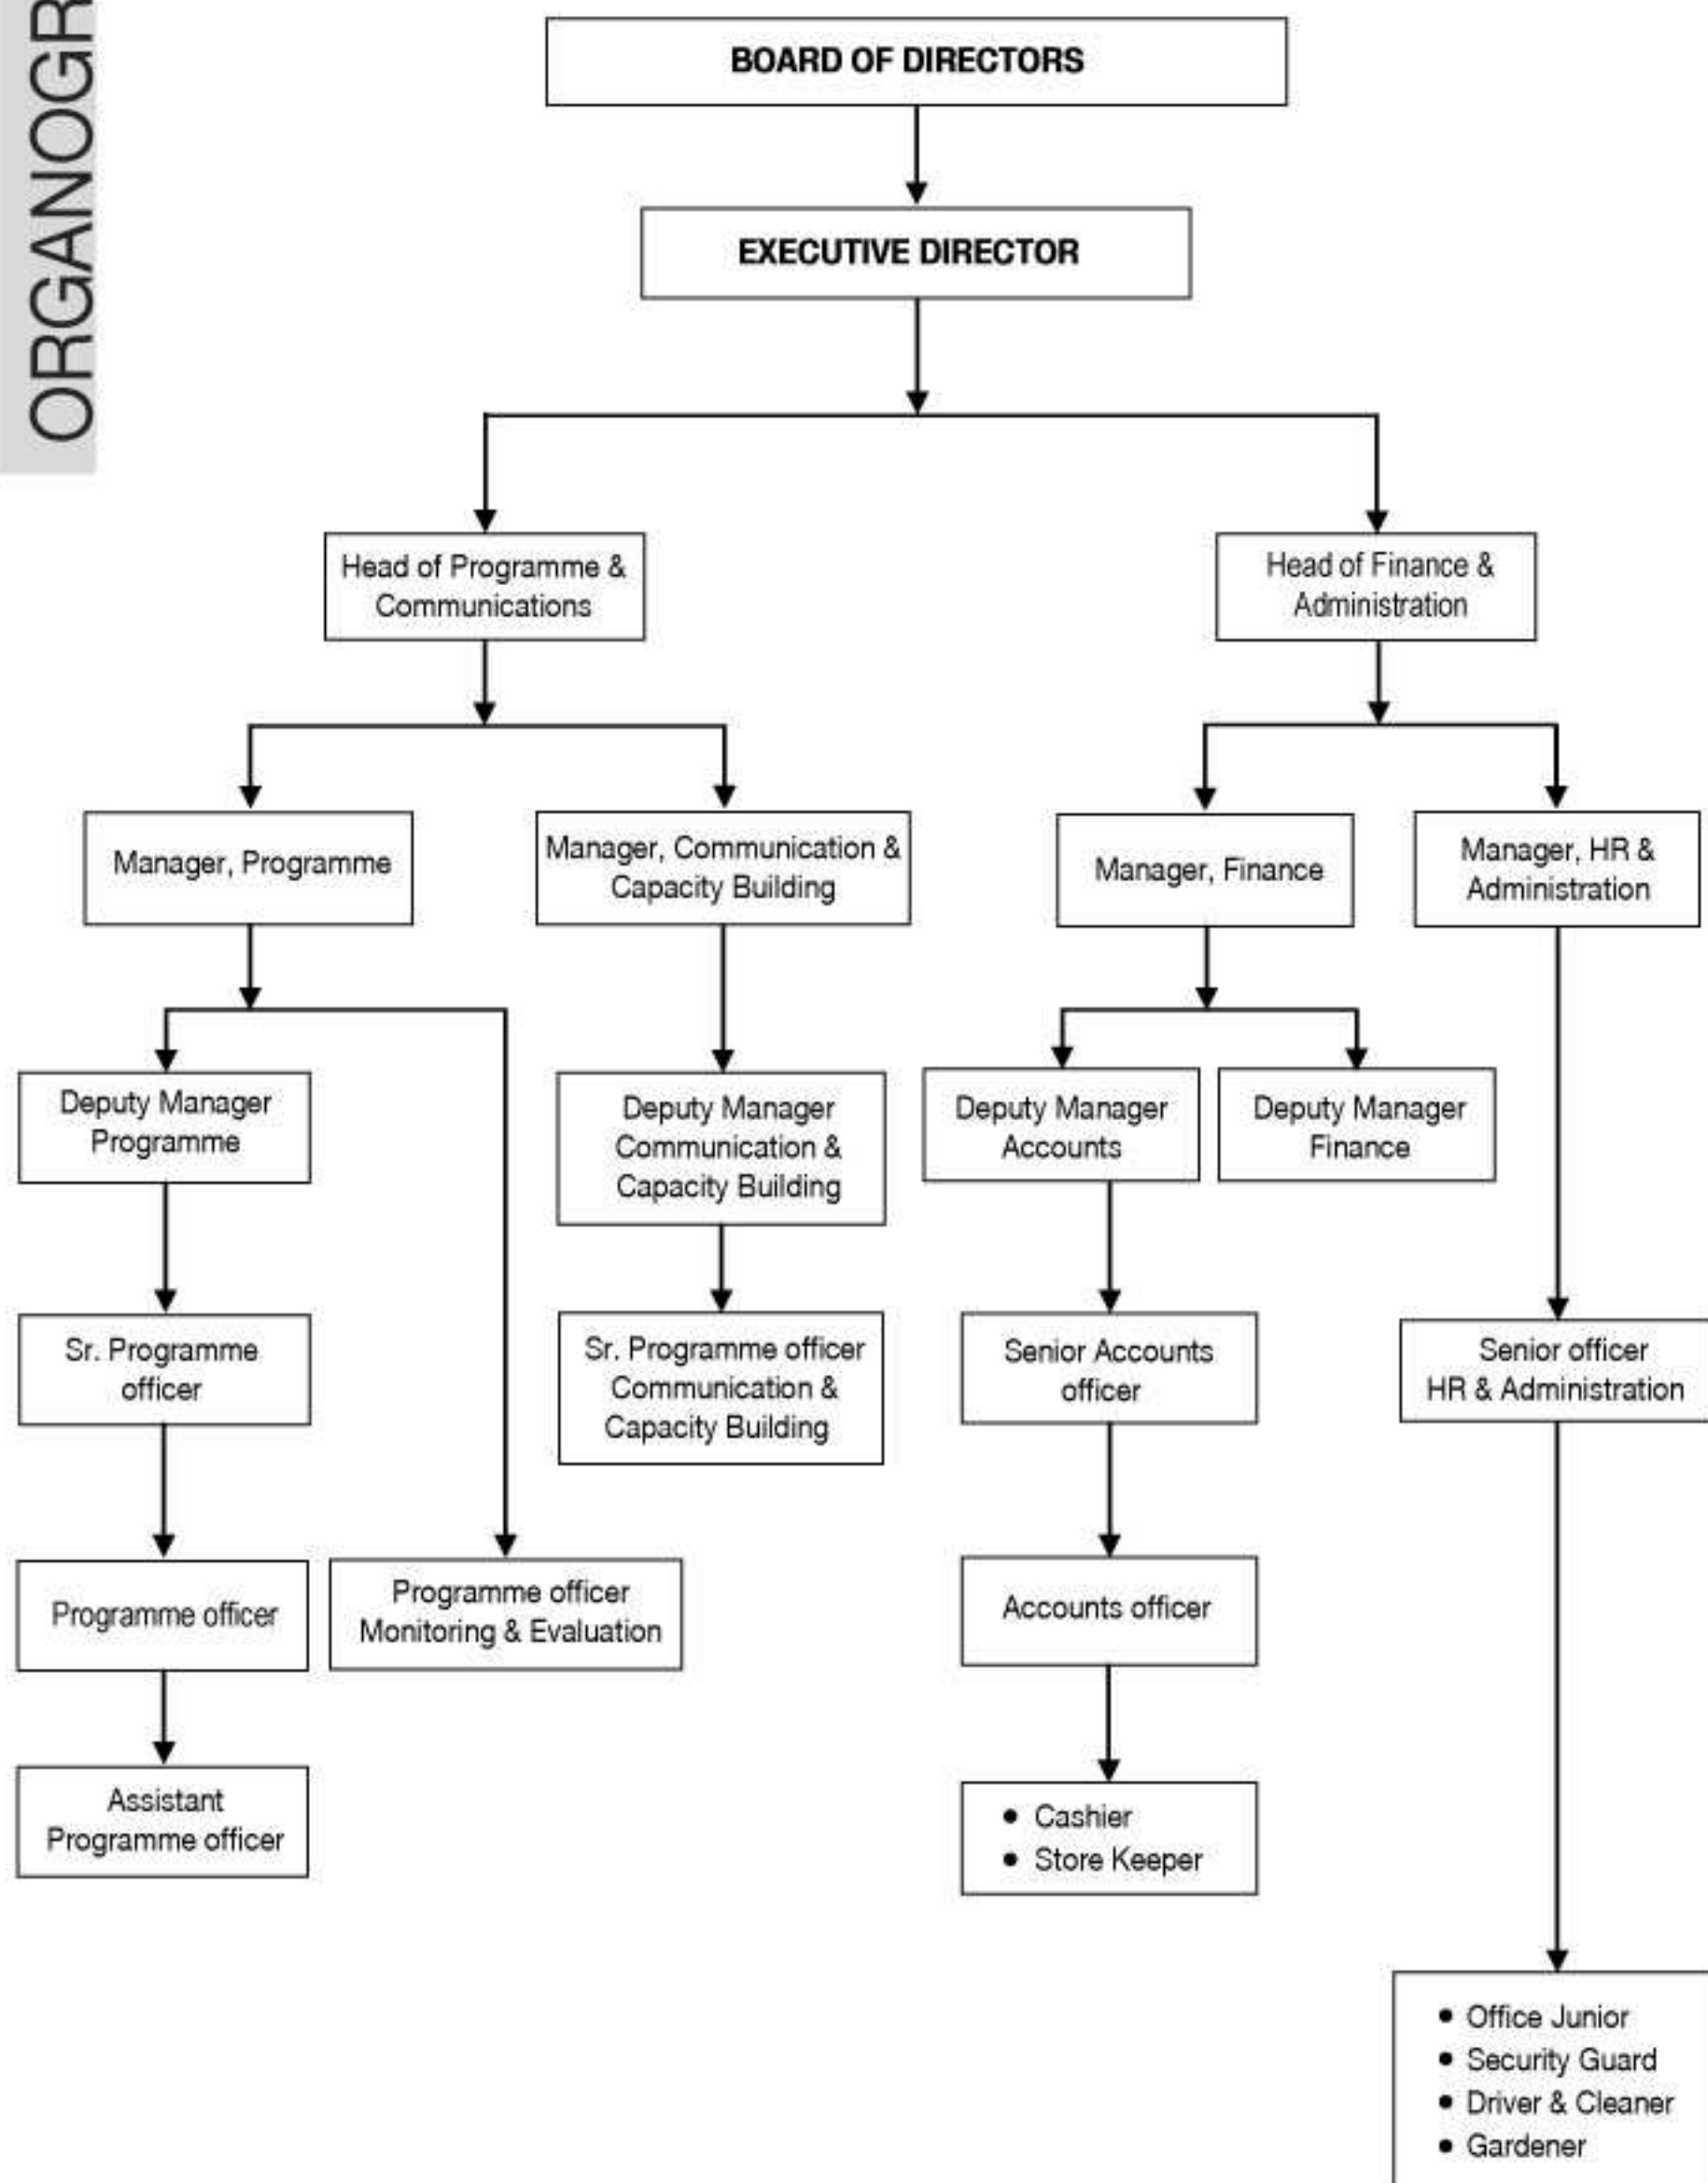 ORGANOGR
BOARD OF DIRECTORS
EXECUTIVE DIRECTOR
Head of Programme &
Communications
Head of Finance &
Administration
Manager, Programme
Manager, Communication &
Capacity Building
Manager, Finance
Manager, HR &
Administration
Deputy Manager
Programme
Deputy Manager
Communication &
Capacity Building
Deputy Manager
Accounts
Deputy Manager
Finance
Sr. Programme
officer
Sr. Programme officer
Communication &
Capacity Building
Senior Accounts
officer
Senior officer
HR & Administration
Programme officer
Programme officer
Monitoring & Evaluation
Accounts officer
Assistant
Programme officer
• Cashier
• Store Keeper
• Office Junior
• Security Guard
• Driver & Cleaner
• Gardener